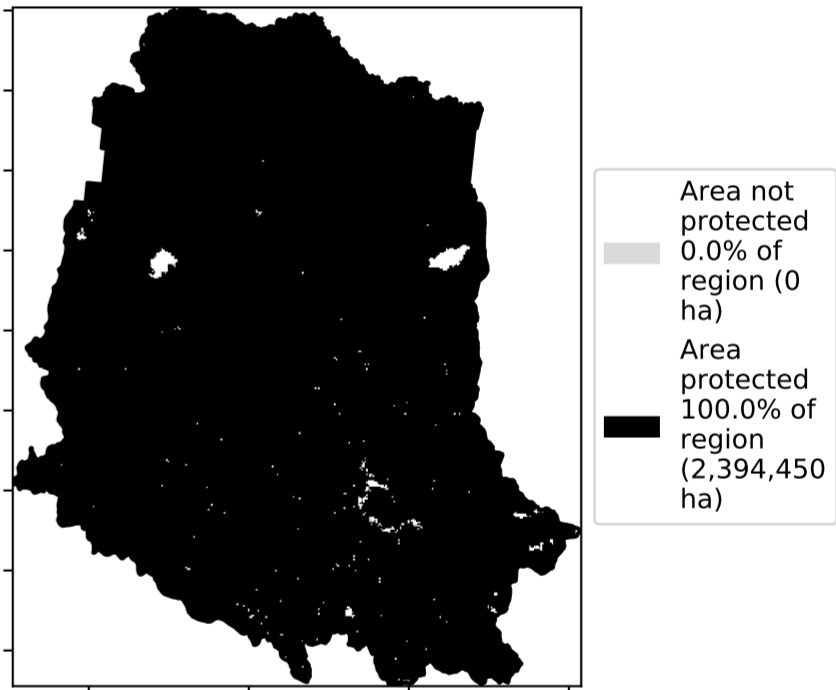 Area not
protected
0.0% of
region (0
ha)
Area
protected
100.0% of
region
(2,394,450
ha)